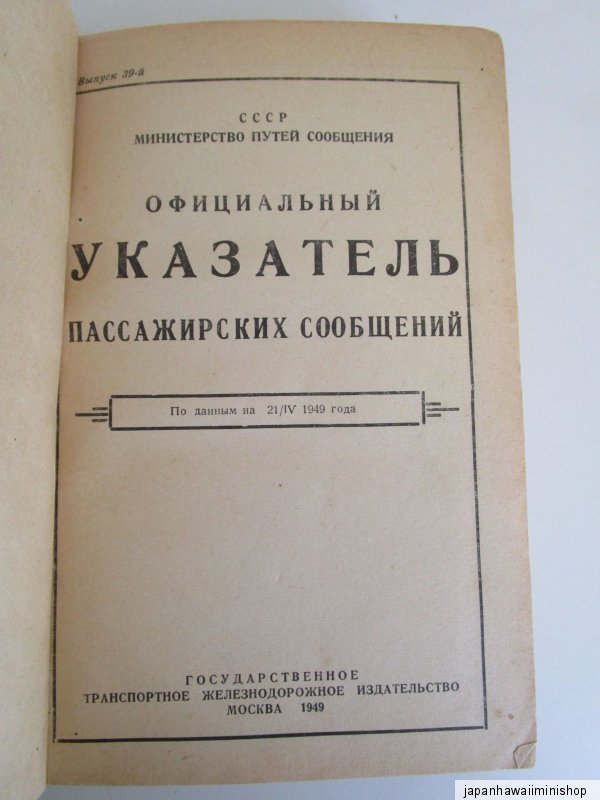 Выпуск 39-й
СССР
МИНИСТЕРСТВО ПУТЕЙ СООБЩЕНИЯ
ОФИЦИАЛЬНЫЙ
УКАЗАТЕЛЬ
ПАССАЖИРСКИХ СООБЩЕНИЙ
По данным на 21/IV 1949 года
ГОСУДАРСТВЕННОЕ
ТРАНСПОРТНОЕ ЖЕЛЕЗНОДОРОЖНОЕ ИЗДАТЕЛЬСТВО
МОСКВА 1949
japanhawaiiminishop